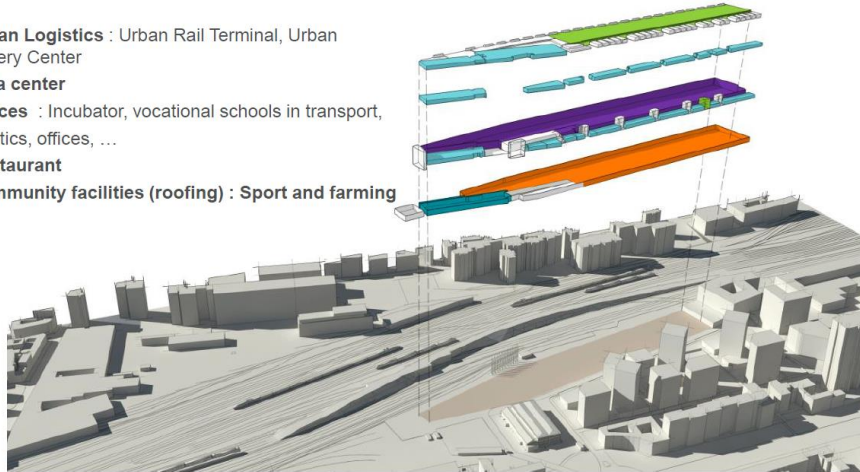 an Logistics : Urban Rail Terminal, Urban
ery Center
a center
ces : Incubator, vocational schools in transport,
tics, offices, …
taurant
mmunity facilities (roofing) : Sport and farming